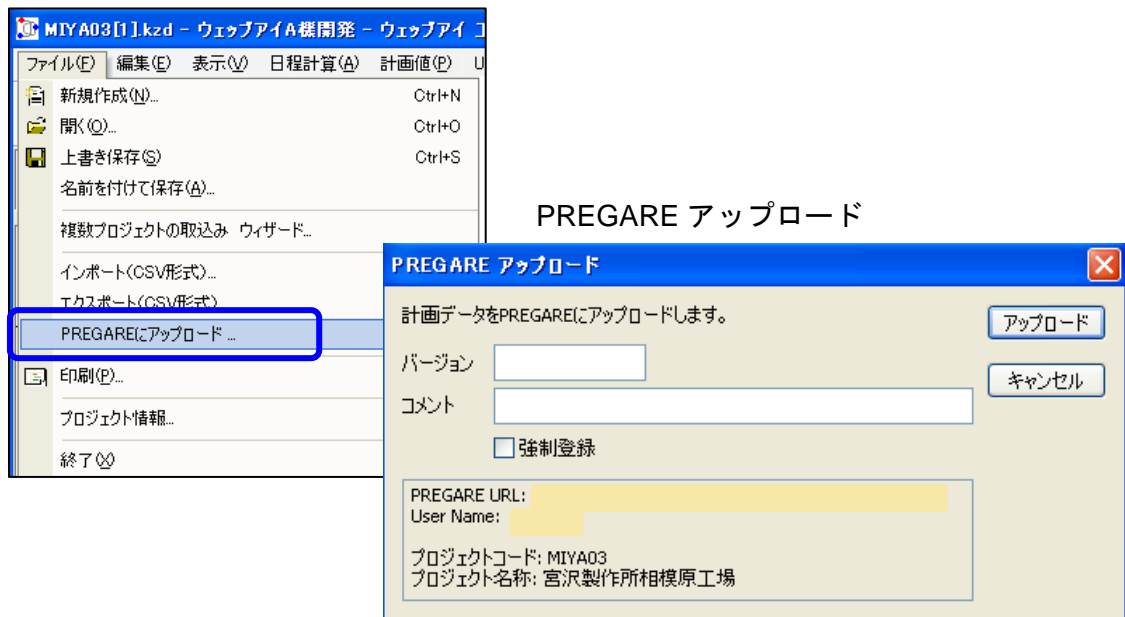 MIYA03[1].kzd - ウェッブアイA機開発 - ウェッブアイ コ
ファイル(F) 編集(E) 表示(V) 日程計算(A) 計画値(P) U
新規作成(N)... Ctrl+N
開く(O)... Ctrl+O
上書き保存(S) Ctrl+S
名前を付けて保存(A)...
複数プロジェクトの取込み ウィザード...
インポート(CSV形式)...
エクスポート(CSV形式)
PREGAREにアップロード ...
印刷(P)...
プロジェクト情報...
終了(X)
PREGARE アップロード
PREGARE アップロード
計画データをPREGAREにアップロードします。
アップロード
バージョン
キャンセル
コメント
強制登録
PREGARE URL:
User Name:
プロジェクトコード: MIYA03
プロジェクト名称: 宮沢製作所相模原工場